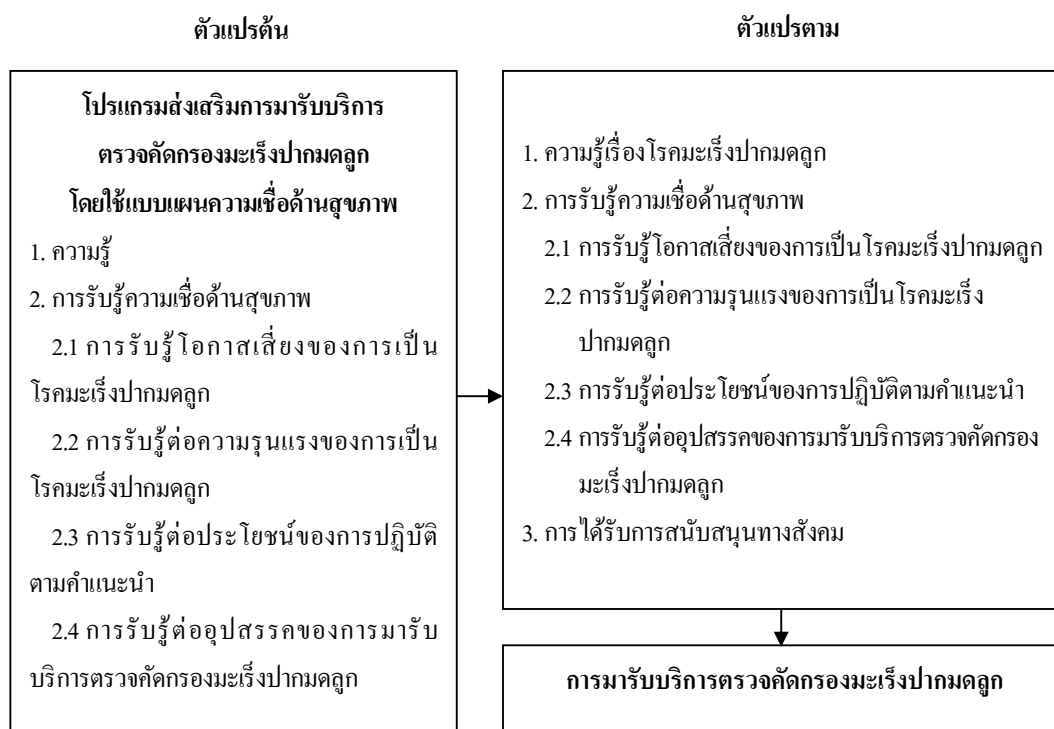 ตัวแปรต้น
โปรแกรมส่งเสริมการมารับบริการ
ตรวจคัดกรองมะเร็งปากมดลูก
โดยใช้แบบแผนความเชื่อด้านสุขภาพ
1. ความรู้
2. การรับรู้ความเชื่อด้านสุขภาพ
2.1 การรับรู้โอกาสเสี่ยงของการเป็น
โรคมะเร็งปากมดลูก
2.2 การรับรู้ต่อความรุนแรงของการเป็น
โรคมะเร็งปากมดลูก
2.3 การรับรู้ต่อประโยชน์ของการปฏิบัติ
ตามคำแนะนำ
2.4 การรับรู้ต่ออุปสรรคของการมารับ
บริการตรวจคัดกรองมะเร็งปากมดลูก
ตัวแปรตาม
1. ความรู้เรื่องโรคมะเร็งปากมดลูก
2. การรับรู้ความเชื่อด้านสุขภาพ
2.1 การรับรู้โอกาสเสี่ยงของการเป็นโรคมะเร็งปากมดลูก
2.2 การรับรู้ต่อความรุนแรงของการเป็นโรคมะเร็ง
ปากมดลูก
2.3 การรับรู้ต่อประโยชน์ของการปฏิบัติตามคำแนะนำ
2.4 การรับรู้ต่ออุปสรรคของการมารับบริการตรวจคัดกรอง
มะเร็งปากมดลูก
3. การได้รับการสนับสนุนทางสังคม
การมารับบริการตรวจคัดกรองมะเร็งปากมดลูก